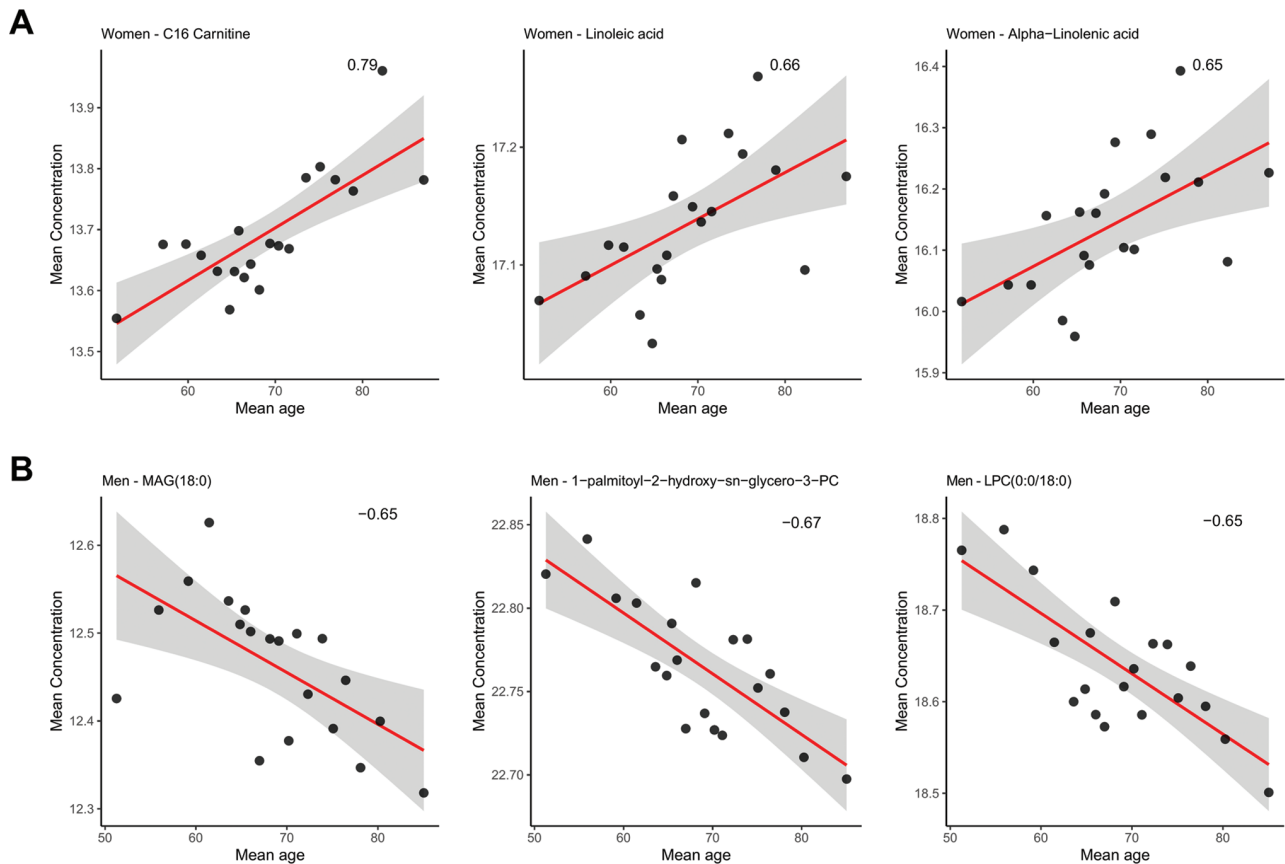 A
Women - C16 Carnitine
Women - Linoleic acid
Women - Alpha−Linolenic acid
0.79
0.66
0.65
Mean Concentration
13.9
13.8
13.7
13.6
13.5
60
70
80
Mean age
Mean Concentration
17.2
17.1
60
70
80
Mean age
Mean Concentration
16.4
16.3
16.2
16.1
16.0
15.9
60
70
80
Mean age
B
Men - MAG(18:0)
Men - 1−palmitoyl−2−hydroxy−sn−glycero−3−PC
Men - LPC(0:0/18:0)
−0.65
−0.67
−0.65
Mean Concentration
12.6
12.5
12.4
12.3
50
60
70
80
Mean age
Mean Concentration
22.85
22.80
22.75
22.70
50
60
70
80
Mean age
Mean Concentration
18.8
18.7
18.6
18.5
50
60
70
80
Mean age